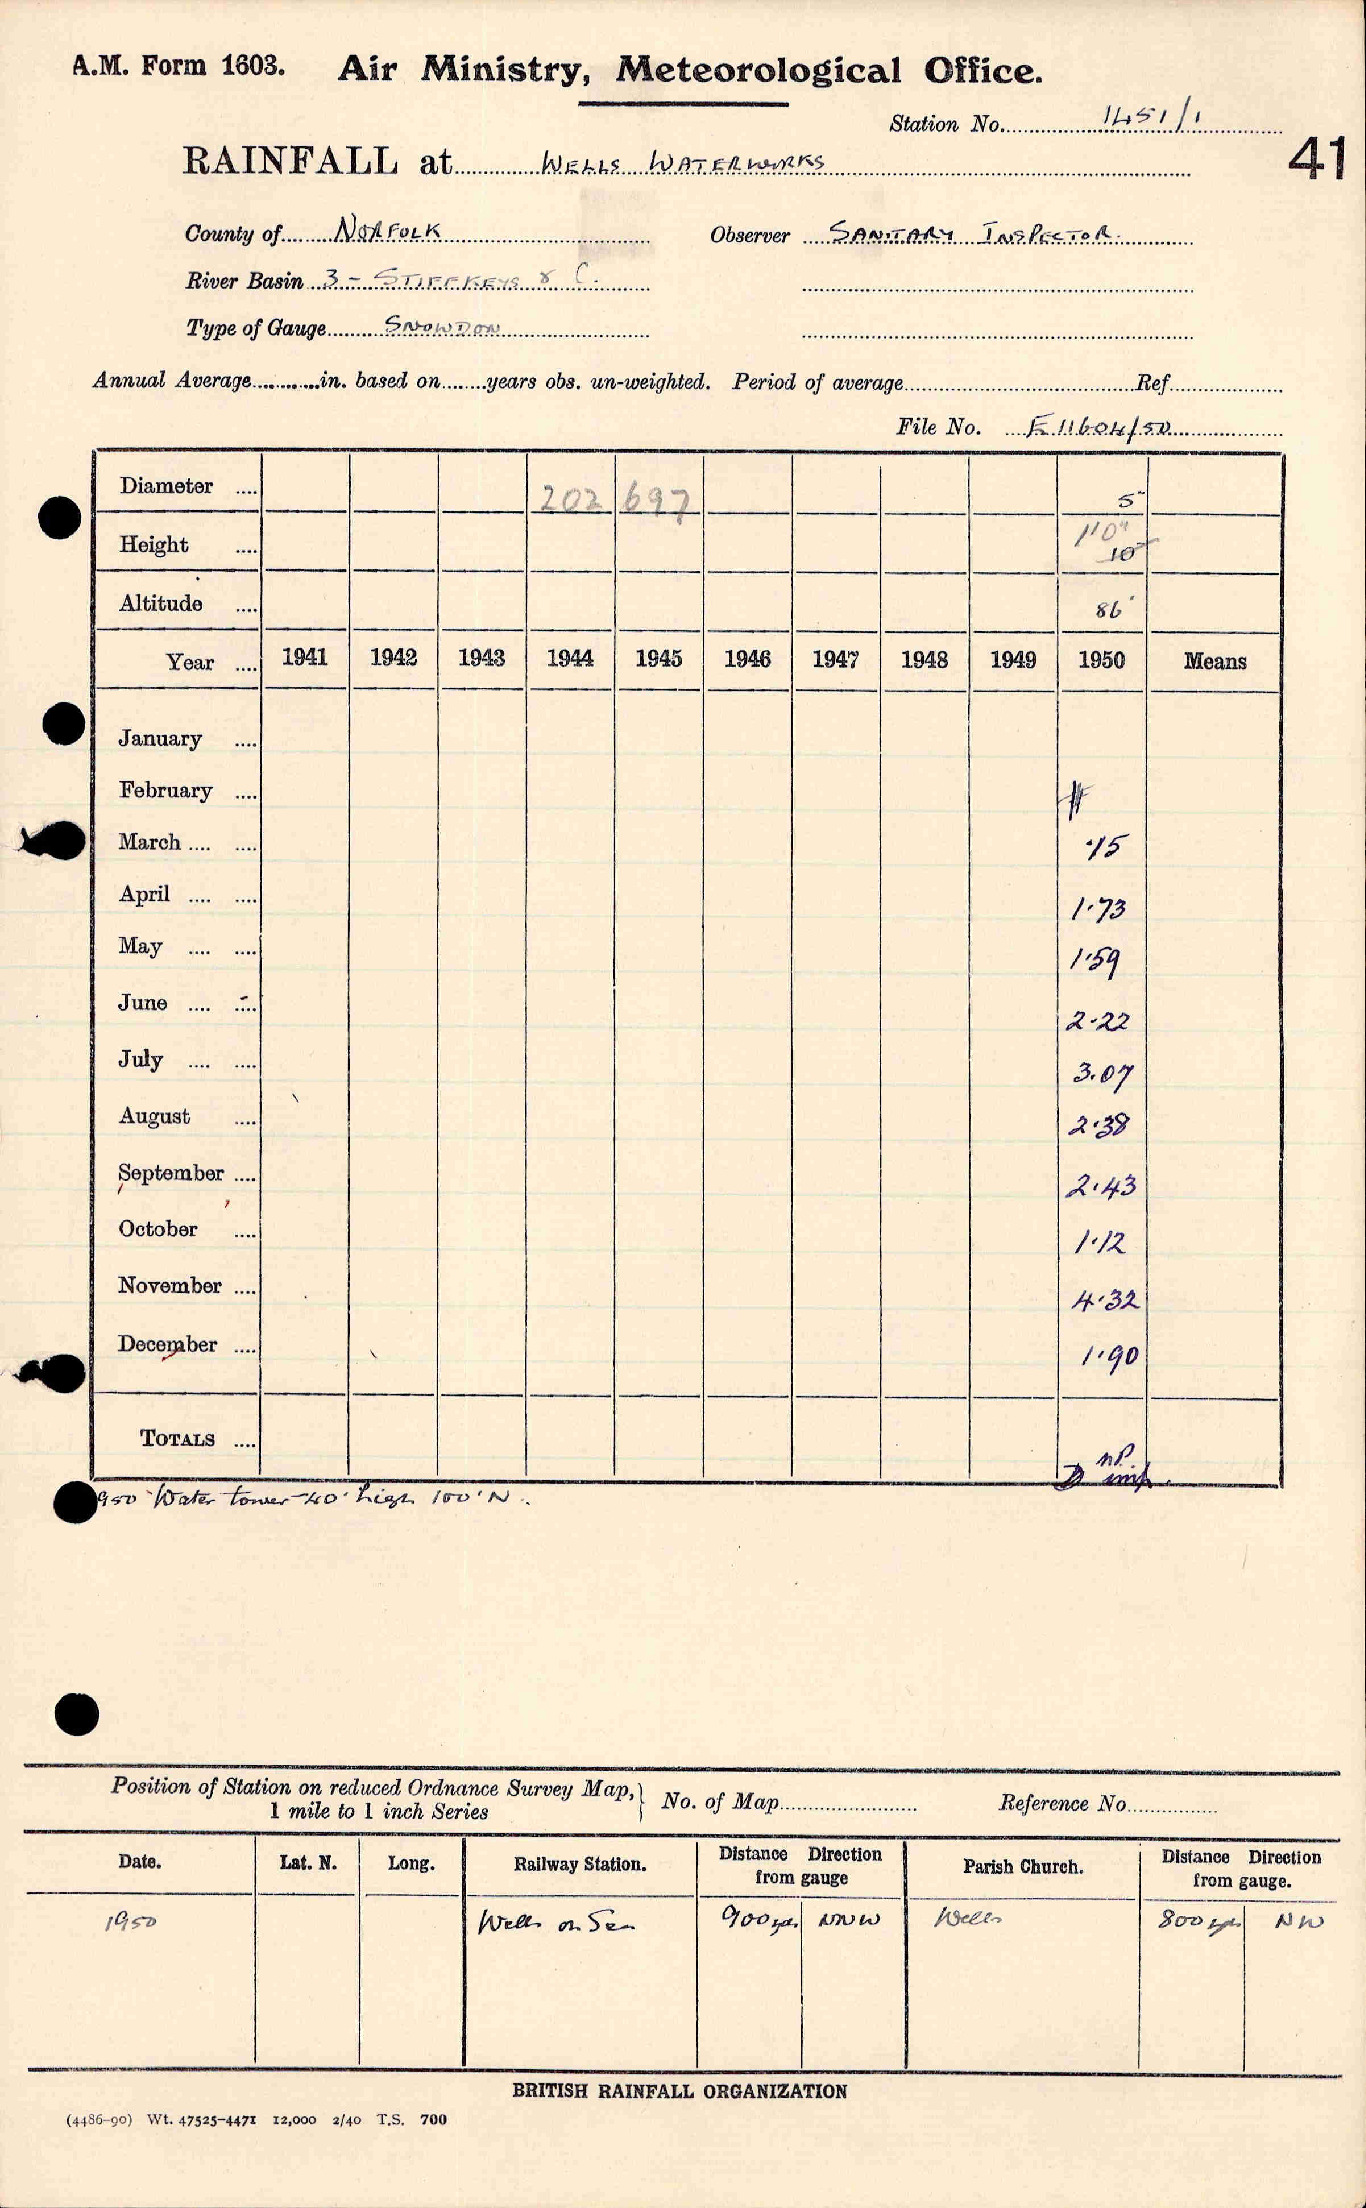 A.M. Form 1603. Air Ministry, Meteorological Office.
Station No. 1451/1
41
RAINFALL at WELLS WATERWORKS
County of NORFOLK Observer SANITARY INSPECTOR.
River Basin 3 - STIFFKEYS & C.
Type of Gauge SNOWDON
Annual Average in. based on years obs. un-weighted. Period of average Ref
File No. E 11604/50
Diameter 202 697 5"
Height 1'0" 10"
Altitude 86'
Year 1941 1942 1943 1944 1945 1946 1947 1948 1949 1950 Means
January
February
March ·15
April 1·73
May 1·59
June 2·22
July 3·07
August 2·38
September 2·43
October 1·12
November 4·32
December 1·90
TOTALS
950 Water tower 40' high 100' N.
Position of Station on reduced Ordnance Survey Map, 1 mile to 1 inch Series } No. of Map Reference No
Date. Lat. N. Long. Railway Station. Distance Direction from gauge Parish Church. Distance Direction from gauge.
1950 Wells on Sea 900 yds NNW Wells 800 yds NW
BRITISH RAINFALL ORGANIZATION
(4486-90) Wt. 47525-4471 12,000 2/40 T.S. 700